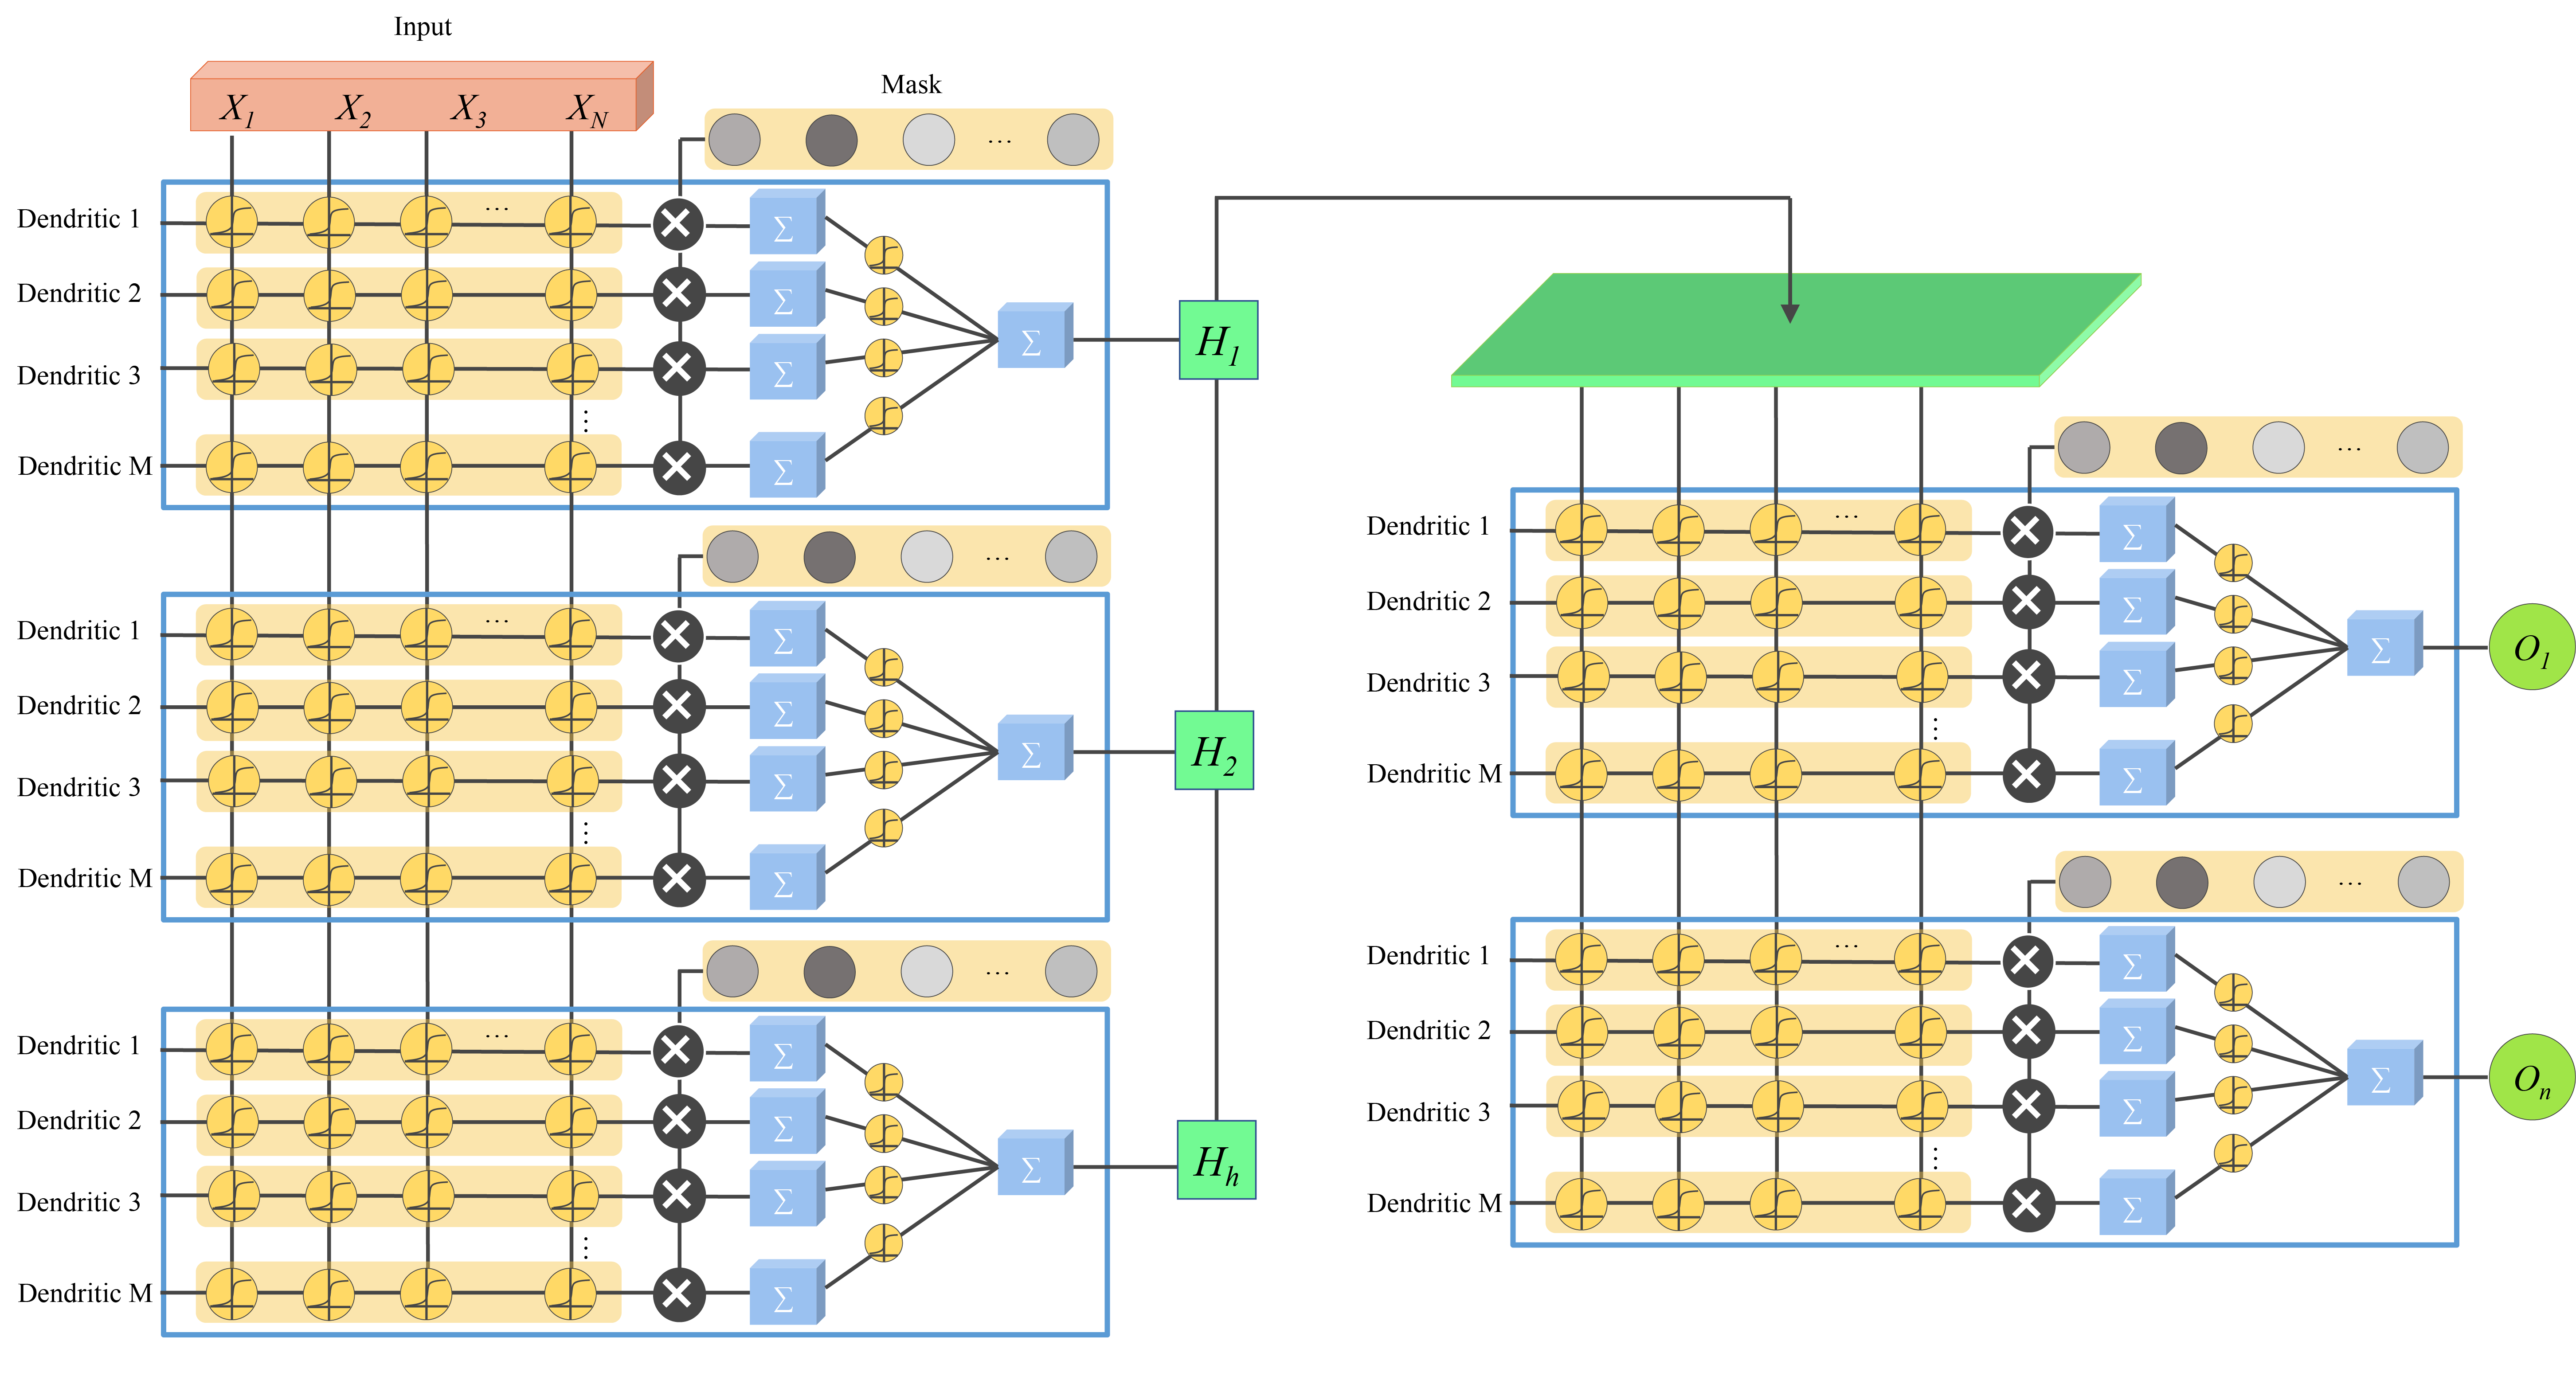 Input
X1 X2 X3 XN
Mask
...
Dendritic 1
...
∑
Dendritic 2
∑
Dendritic 3
∑
∑
H1
⋮
Dendritic M
∑
...
Dendritic 1
...
∑
Dendritic 2
∑
Dendritic 3
∑
∑
H2
⋮
Dendritic M
∑
...
Dendritic 1
...
∑
Dendritic 2
∑
Dendritic 3
∑
∑
Hh
⋮
Dendritic M
∑
...
Dendritic 1
...
∑
Dendritic 2
∑
Dendritic 3
∑
∑
O1
⋮
Dendritic M
∑
...
Dendritic 1
...
∑
Dendritic 2
∑
Dendritic 3
∑
∑
On
⋮
Dendritic M
∑